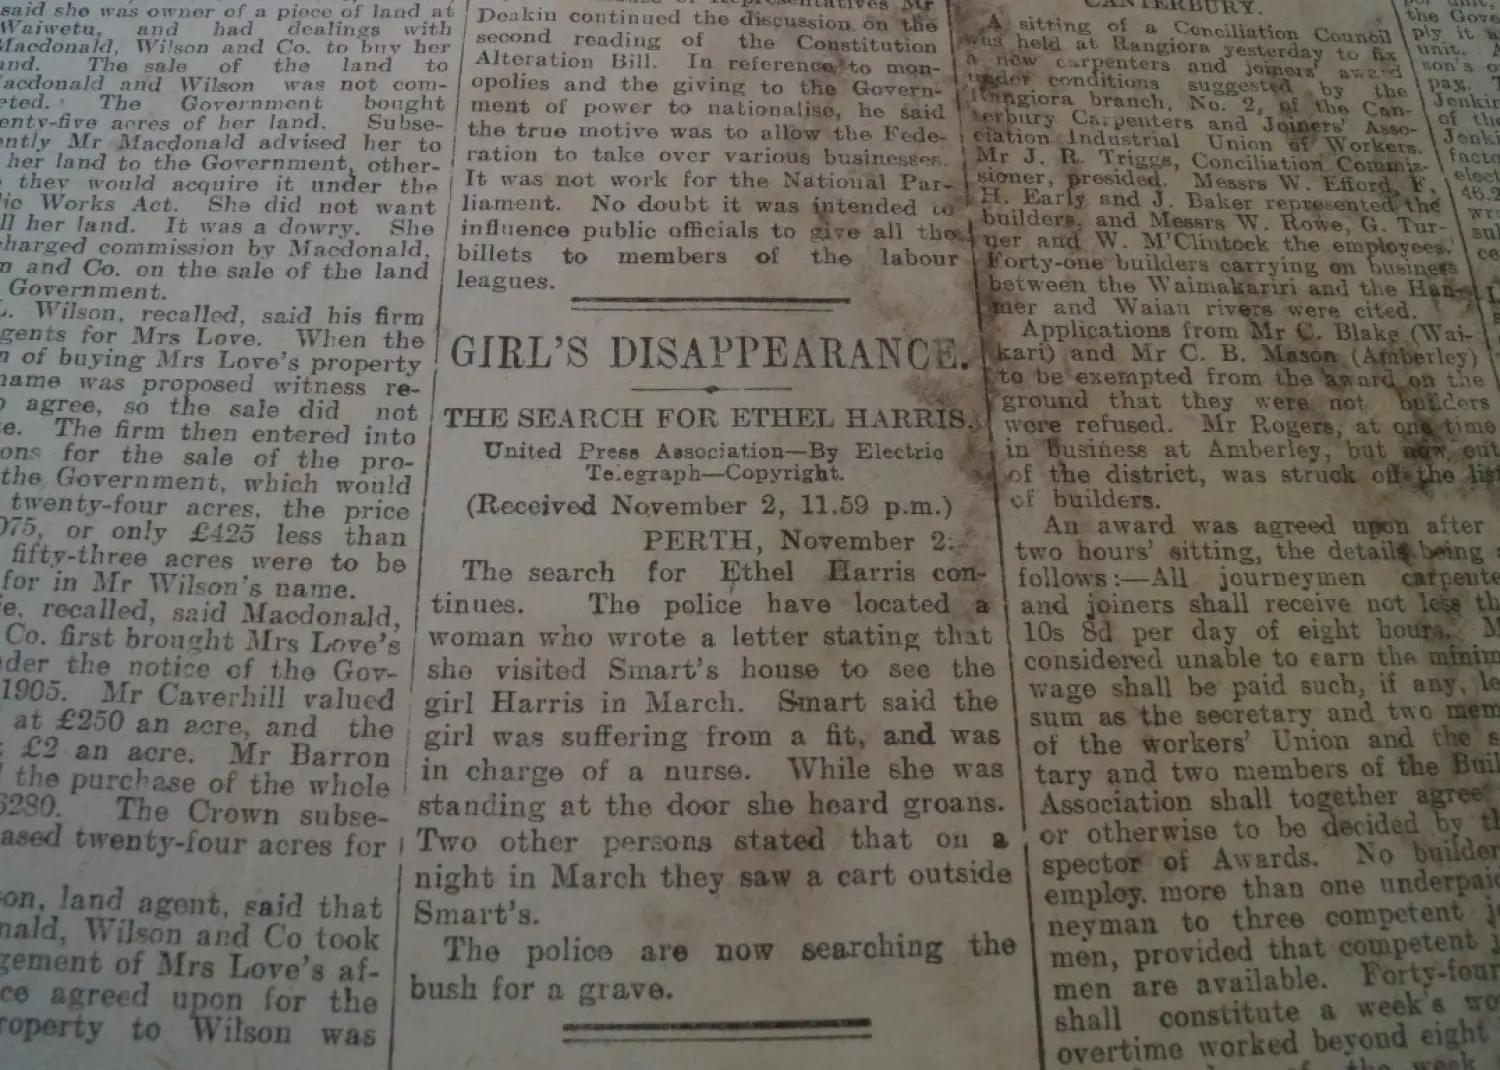 said she was owner of a piece of land at
Waiwetu, and had dealings with
Macdonald, Wilson and Co. to buy her
The sale of the land to
Macdonald and Wilson was not com-
The Government bought
acres of her land. Subse-
Mr Macdonald advised her to
her land to the Government, other-
they would acquire it under the
Works Act. She did not want
her land. It was a dowry. She
charged commission by Macdonald,
and Co. on the sale of the land
Government.
Wilson, recalled, said his firm
for Mrs Love. When the
of buying Mrs Love's property
name was proposed witness re-
agree, so the sale did not
The firm then entered into
for the sale of the pro-
the Government, which would
twenty-four acres, the price
or only £425 less than
fifty-three acres were to be
for in Mr Wilson's name.
recalled, said Macdonald,
Co. first brought Mrs Love's
the notice of the Gov-
1905. Mr Caverhill valued
at £250 an acre, and the
£2 an acre. Mr Barron
the purchase of the whole
The Crown subse-
twenty-four acres for
land agent, said that
Wilson and Co took
of Mrs Love's af-
agreed upon for the
to Wilson was
Mr
Deakin continued the discussion on the
second reading of the Constitution
Alteration Bill. In reference to mon-
opolies and the giving to the Govern-
ment of power to nationalise, he said
the true motive was to allow the Fede-
ration to take over various businesses.
It was not work for the National Par-
liament. No doubt it was intended to
influence public officials to give all the
billets to members of the labour
leagues.
GIRL'S DISAPPEARANCE.
THE SEARCH FOR ETHEL HARRIS.
United Press Association—By Electric
Telegraph—Copyright.
(Received November 2, 11.59 p.m.)
PERTH, November 2.
The search for Ethel Harris con-
tinues. The police have located a
woman who wrote a letter stating that
she visited Smart's house to see the
girl Harris in March. Smart said the
girl was suffering from a fit, and was
in charge of a nurse. While she was
standing at the door she heard groans.
Two other persons stated that on a
night in March they saw a cart outside
Smart's.
The police are now searching the
bush for a grave.
CANTERBURY.
A sitting of a Conciliation Council
was held at Rangiora yesterday to fix
a new carpenters and joiners' award
under conditions suggested by the
Rangiora branch, No. 2, of the Can-
terbury Carpenters and Joiners' Asso-
ciation Industrial Union of Workers.
Mr J. R. Triggs, Conciliation Commis-
sioner, presided. Messrs W. Efford, F.
H. Early and J. Baker represented the
builders, and Messrs W. Rowe, G. Tur-
ner and W. M'Clintock the employees.
Forty-one builders carrying on business
between the Waimakariri and the Han-
mer and Waiau rivers were cited.
Applications from Mr C. Blake (Wai-
kari) and Mr C. B. Mason (Amberley)
to be exempted from the award on the
ground that they were not builders
were refused. Mr Rogers, at one time
in business at Amberley, but now out
of the district, was struck off the list
of builders.
An award was agreed upon after
two hours' sitting, the details being
follows:—All journeymen
and joiners shall receive not less
10s 8d per day of eight hours.
considered unable to earn the
wage shall be paid such, if any,
sum as the secretary and two
of the workers' Union and the
and two members of the
Association shall together agree
or otherwise to be decided by
of Awards. No
employ more than one
to three competent
men, provided that competent
men are available.
shall constitute a week's
overtime worked beyond eight
the week
the
unit.
pay.
of the